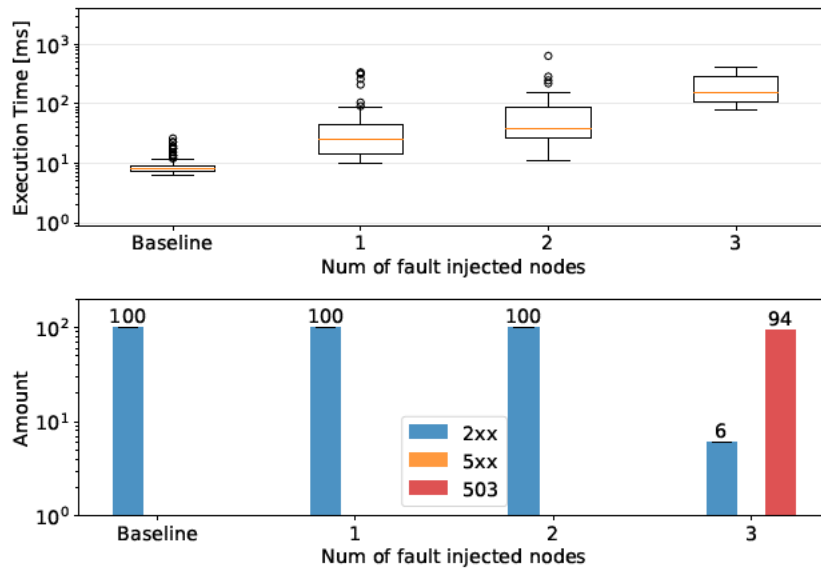 Execution Time [ms]
10³
10²
10¹
10⁰
Baseline 1 2 3
Num of fault injected nodes
Amount
10²
10¹
10⁰
100 100 100 6 94
2xx
5xx
503
Baseline 1 2 3
Num of fault injected nodes